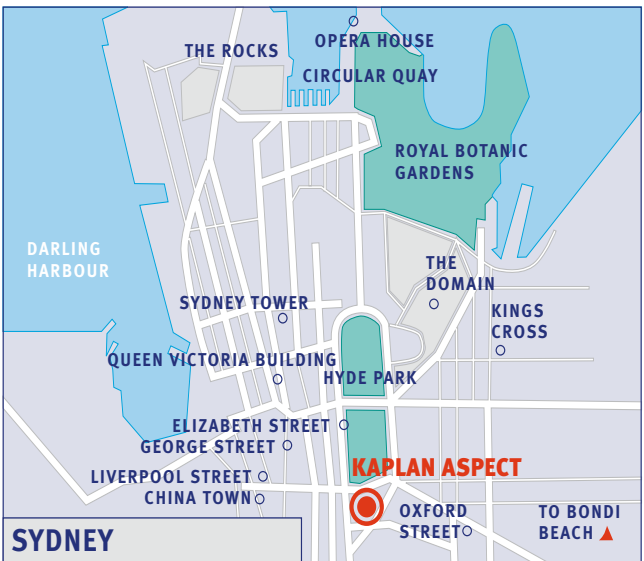 OPERA HOUSE
THE ROCKS
CIRCULAR QUAY
ROYAL BOTANIC
GARDENS
DARLING
HARBOUR
THE
DOMAIN
SYDNEY TOWER
KINGS
CROSS
QUEEN VICTORIA BUILDING
HYDE PARK
ELIZABETH STREET
GEORGE STREET
KAPLAN ASPECT
LIVERPOOL STREET
CHINA TOWN
OXFORD
STREET
TO BONDI
BEACH
SYDNEY